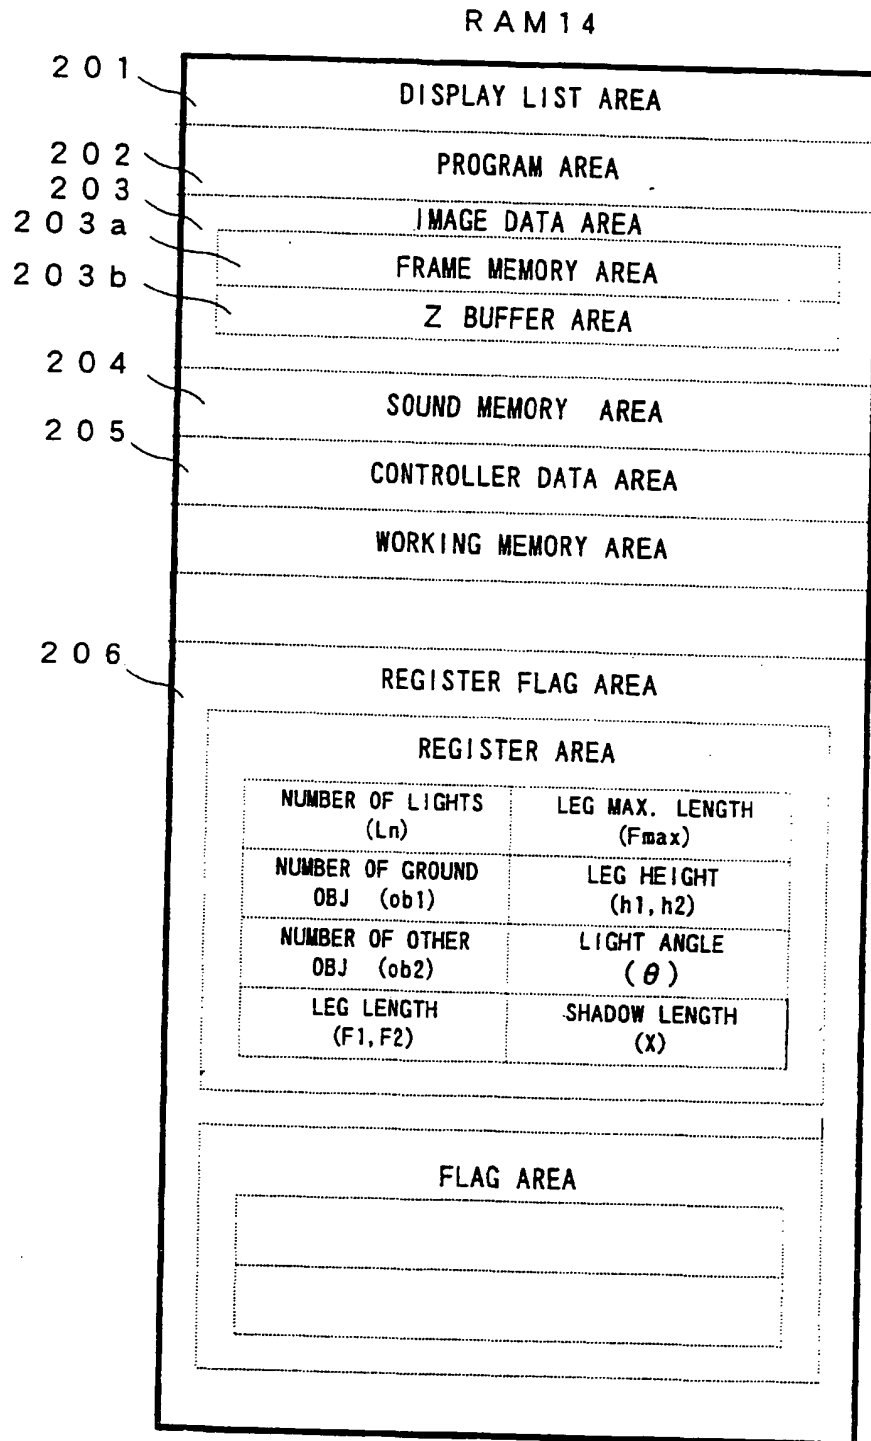 RAM14
201
DISPLAY LIST AREA
202
PROGRAM AREA
203
IMAGE DATA AREA
203a
FRAME MEMORY AREA
203b
Z BUFFER AREA
204
SOUND MEMORY AREA
205
CONTROLLER DATA AREA
WORKING MEMORY AREA
206
REGISTER FLAG AREA
REGISTER AREA
NUMBER OF LIGHTS
(Ln)
LEG MAX. LENGTH
(Fmax)
NUMBER OF GROUND
OBJ (ob1)
LEG HEIGHT
(h1,h2)
NUMBER OF OTHER
OBJ (ob2)
LIGHT ANGLE
(θ)
LEG LENGTH
(F1,F2)
SHADOW LENGTH
(X)
FLAG AREA